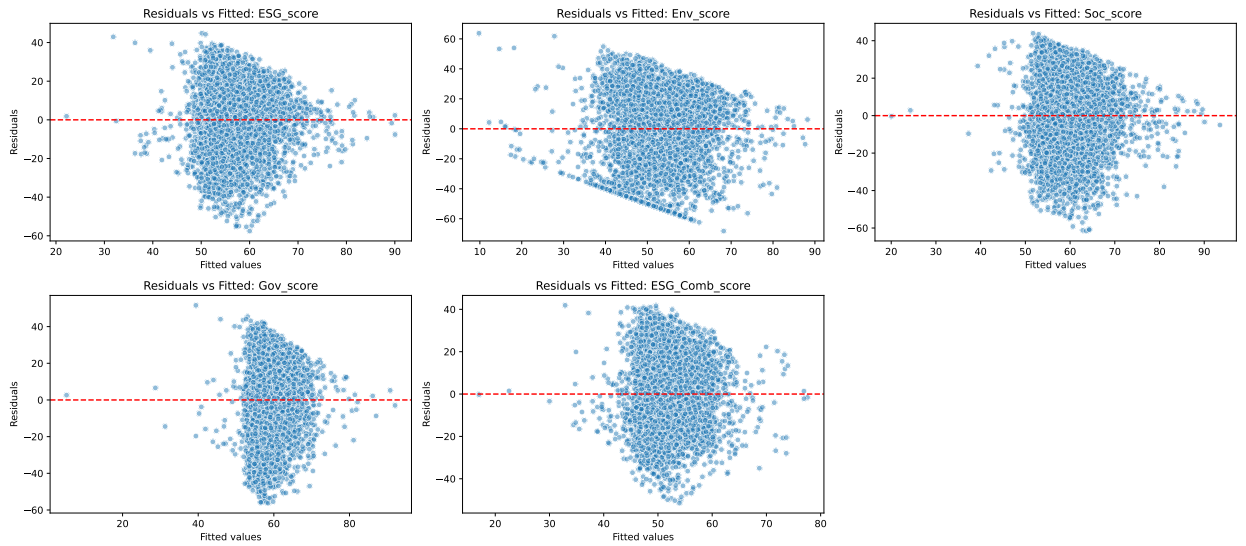 Residuals vs Fitted: ESG_score
Residuals
40
20
0
−20
−40
−60
20 30 40 50 60 70 80 90
Fitted values
Residuals vs Fitted: Env_score
Residuals
60
40
20
0
−20
−40
−60
10 20 30 40 50 60 70 80 90
Fitted values
Residuals vs Fitted: Soc_score
Residuals
40
20
0
−20
−40
−60
20 30 40 50 60 70 80 90
Fitted values
Residuals vs Fitted: Gov_score
Residuals
40
20
0
−20
−40
−60
20 40 60 80
Fitted values
Residuals vs Fitted: ESG_Comb_score
Residuals
40
20
0
−20
−40
20 30 40 50 60 70 80
Fitted values